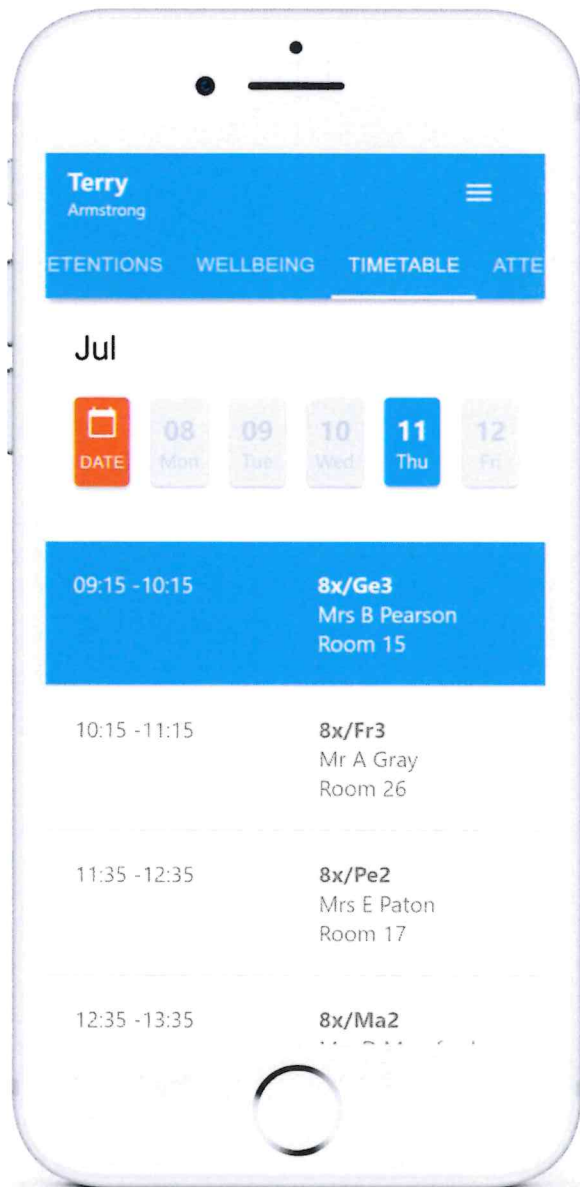 Terry
Armstrong
ETENTIONS WELLBEING TIMETABLE ATTE
Jul
DATE
08 Mon
09 Tue
10 Wed
11 Thu
12 Fri
09:15 -10:15
8x/Ge3
Mrs B Pearson
Room 15
10:15 -11:15
8x/Fr3
Mr A Gray
Room 26
11:35 -12:35
8x/Pe2
Mrs E Paton
Room 17
12:35 -13:35
8x/Ma2